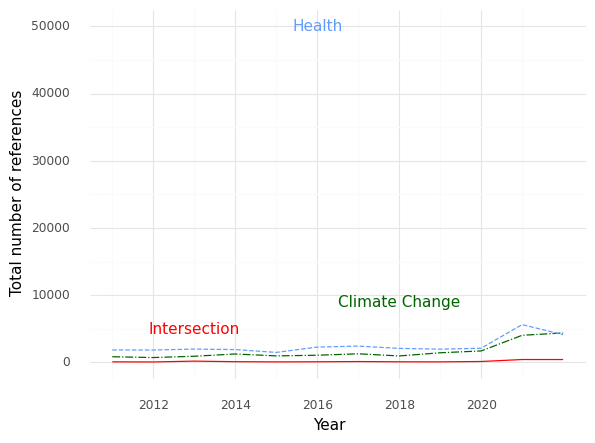 50000
Health
40000
30000
20000
10000
Climate Change
Intersection
0
Total number of references
2012 2014 2016 2018 2020
Year